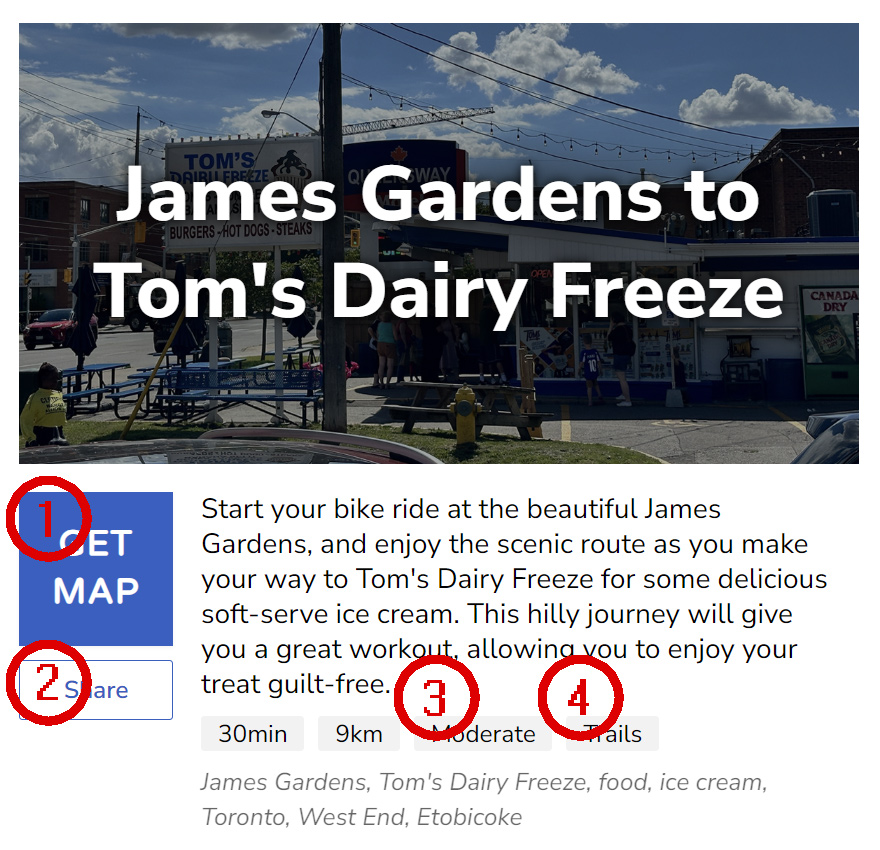 TOM'S
DAIRY FREEZE
QUEENSWAY
BURGERS - HOT DOGS - STEAKS
James Gardens to
Tom's Dairy Freeze
OPEN
CANADA
DRY
10
1
GET
MAP
2
Share
Start your bike ride at the beautiful James
Gardens, and enjoy the scenic route as you make
your way to Tom's Dairy Freeze for some delicious
soft-serve ice cream. This hilly journey will give
you a great workout, allowing you to enjoy your
treat guilt-free.
3
4
30min 9km Moderate Trails
James Gardens, Tom's Dairy Freeze, food, ice cream,
Toronto, West End, Etobicoke